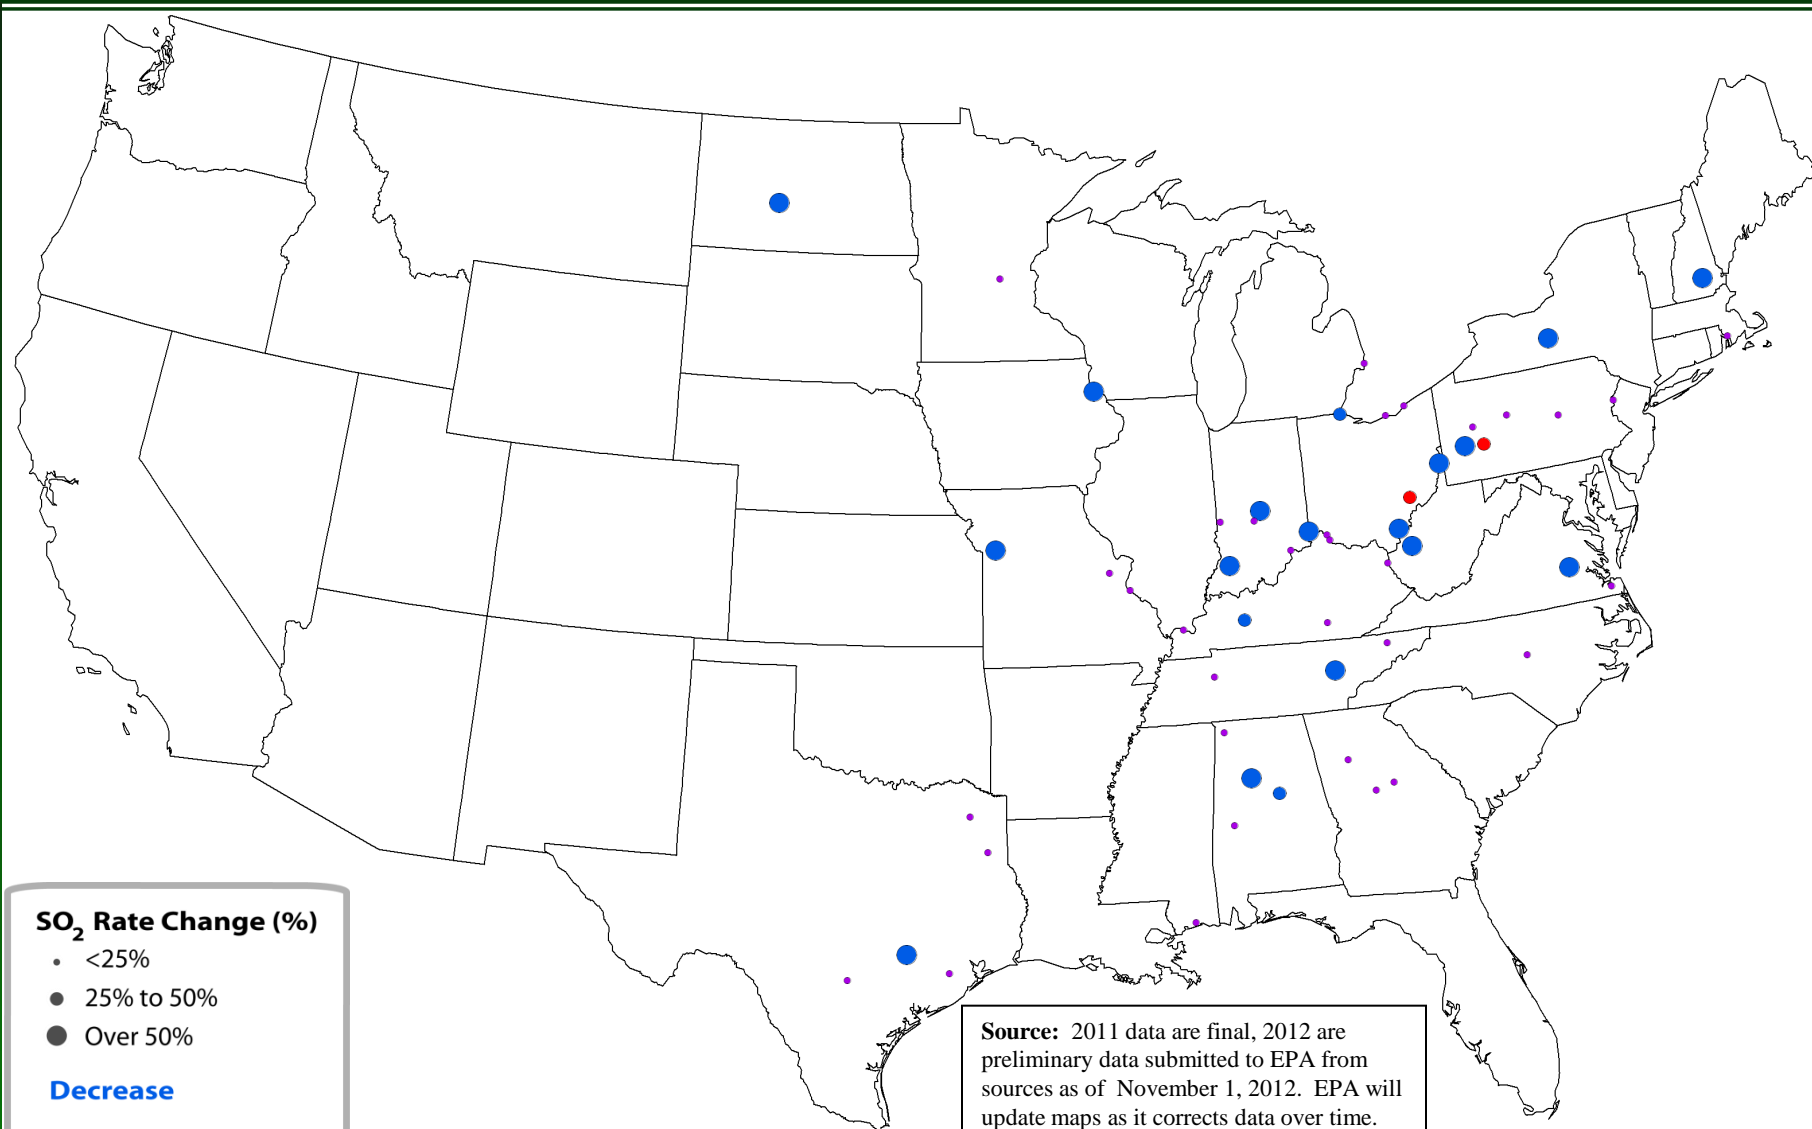 SO2 Rate Change (%)
<25%
25% to 50%
Over 50%
Decrease
Source: 2011 data are final, 2012 are
preliminary data submitted to EPA from
sources as of November 1, 2012. EPA will
update maps as it corrects data over time.